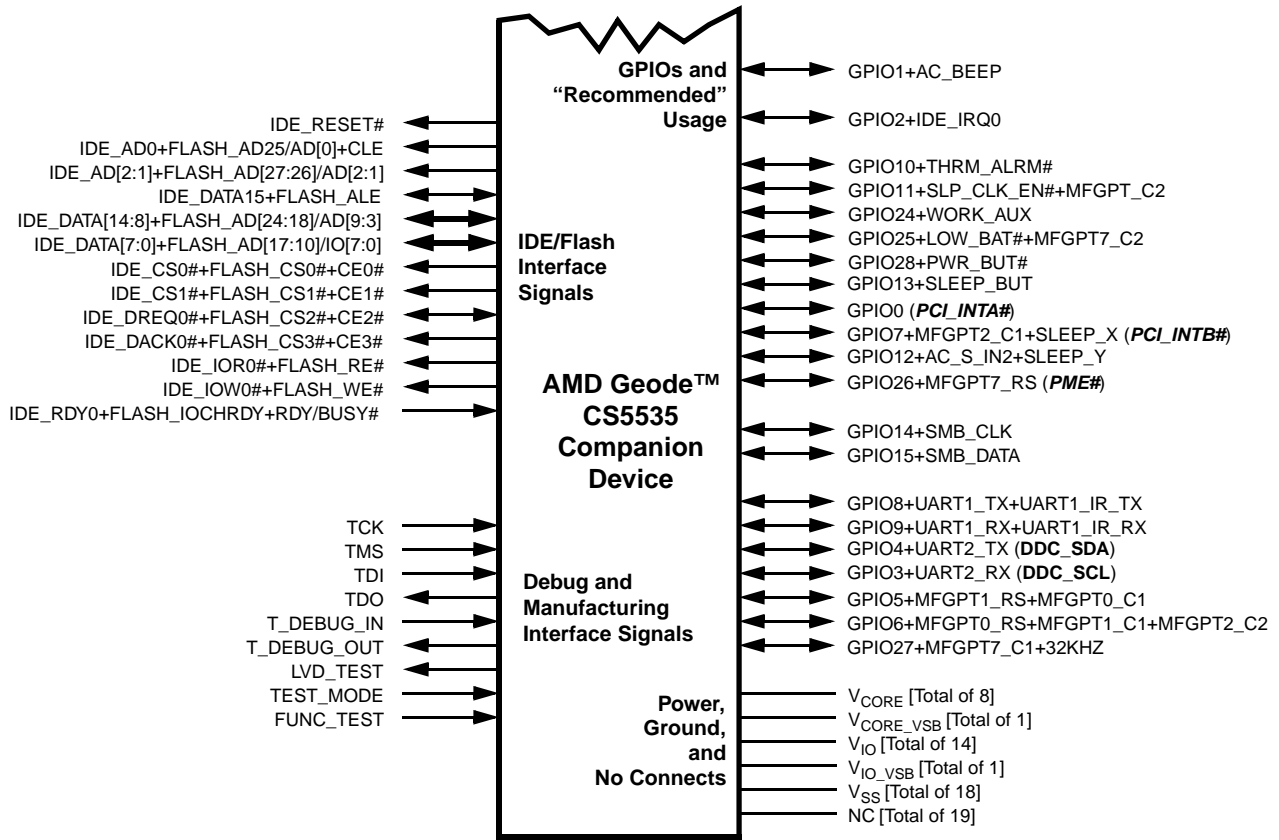 GPIOs and
“Recommended”
Usage
IDE_RESET#
IDE_AD0+FLASH_AD25/AD[0]+CLE
IDE_AD[2:1]+FLASH_AD[27:26]/AD[2:1]
IDE_DATA15+FLASH_ALE
IDE_DATA[14:8]+FLASH_AD[24:18]/AD[9:3]
IDE_DATA[7:0]+FLASH_AD[17:10]/IO[7:0]
IDE_CS0#+FLASH_CS0#+CE0#
IDE_CS1#+FLASH_CS1#+CE1#
IDE_DREQ0#+FLASH_CS2#+CE2#
IDE_DACK0#+FLASH_CS3#+CE3#
IDE_IOR0#+FLASH_RE#
IDE_IOW0#+FLASH_WE#
IDE_RDY0+FLASH_IOCHRDY+RDY/BUSY#
IDE/Flash
Interface
Signals
AMD Geode™
CS5535
Companion
Device
TCK
TMS
TDI
TDO
T_DEBUG_IN
T_DEBUG_OUT
LVD_TEST
TEST_MODE
FUNC_TEST
Debug and
Manufacturing
Interface Signals
Power,
Ground,
and
No Connects
GPIO1+AC_BEEP
GPIO2+IDE_IRQ0
GPIO10+THRM_ALRM#
GPIO11+SLP_CLK_EN#+MFGPT_C2
GPIO24+WORK_AUX
GPIO25+LOW_BAT#+MFGPT7_C2
GPIO28+PWR_BUT#
GPIO13+SLEEP_BUT
GPIO0 (PCI_INTA#)
GPIO7+MFGPT2_C1+SLEEP_X (PCI_INTB#)
GPIO12+AC_S_IN2+SLEEP_Y
GPIO26+MFGPT7_RS (PME#)
GPIO14+SMB_CLK
GPIO15+SMB_DATA
GPIO8+UART1_TX+UART1_IR_TX
GPIO9+UART1_RX+UART1_IR_RX
GPIO4+UART2_TX (DDC_SDA)
GPIO3+UART2_RX (DDC_SCL)
GPIO5+MFGPT1_RS+MFGPT0_C1
GPIO6+MFGPT0_RS+MFGPT1_C1+MFGPT2_C2
GPIO27+MFGPT7_C1+32KHZ
VCORE [Total of 8]
VCORE_VSB [Total of 1]
VIO [Total of 14]
VIO_VSB [Total of 1]
VSS [Total of 18]
NC [Total of 19]